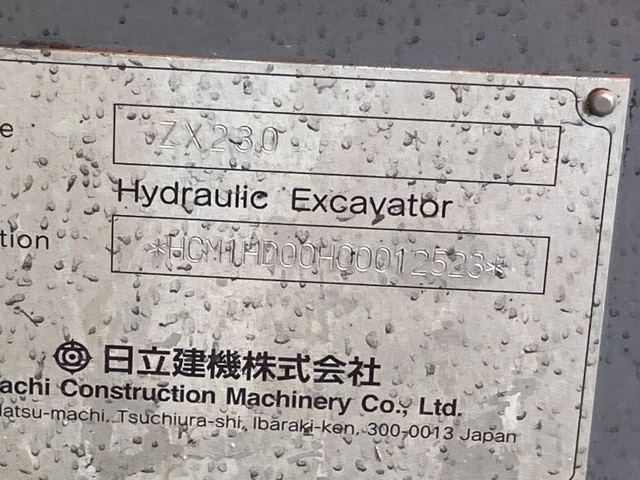 e
ZX230
Hydraulic Excavator
tion
*HCM1HD00H00012523*
日立建機株式会社
achi Construction Machinery Co., Ltd.
atsu-machi, Tsuchiura-shi, Ibaraki-ken, 300-0013 Japan